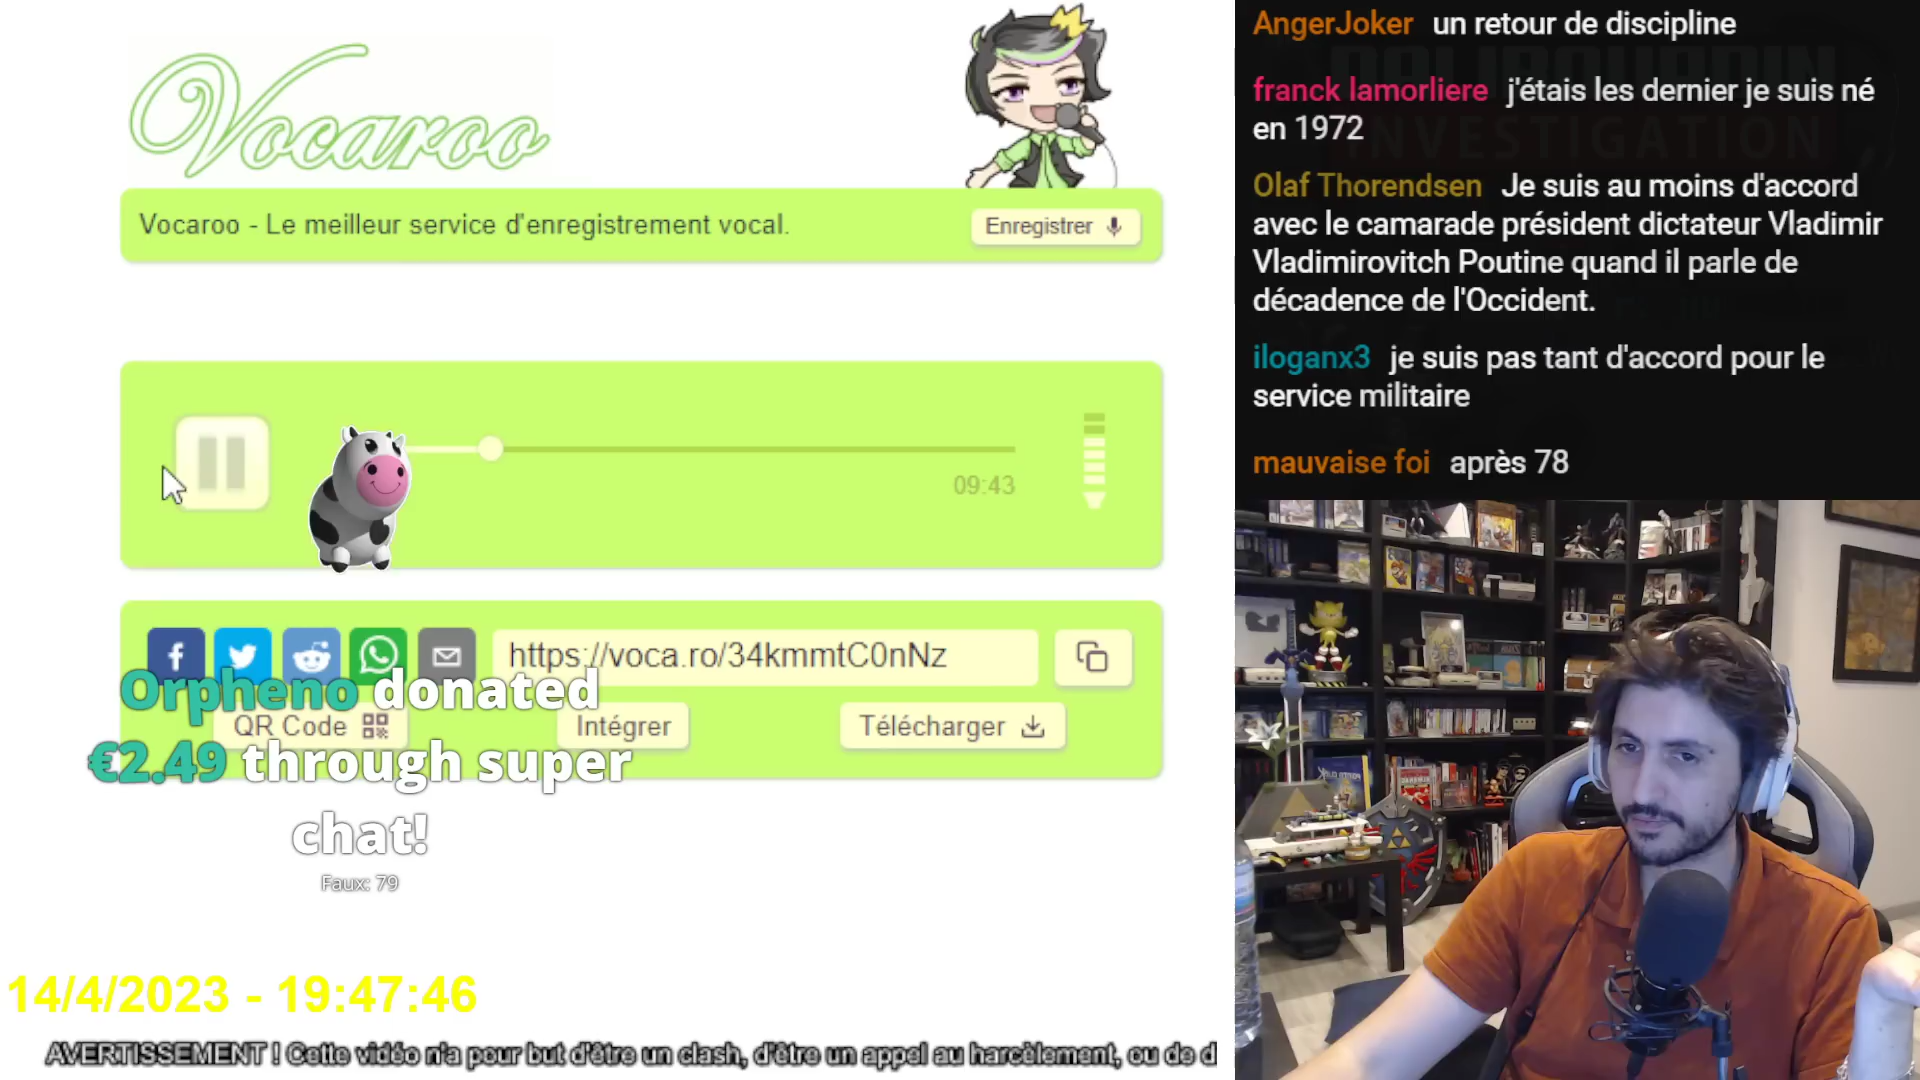 Vocaroo
Vocaroo - Le meilleur service d'enregistrement vocal.
Enregistrer
09:43
https://voca.ro/34kmmtC0nNz
QR Code
Intégrer
Télécharger
Orpheno donated
€2.49 through super
chat!
Faux: 79
14/4/2023 - 19:47:46
AVERTISSEMENT ! Cette vidéo n'a pour but d'être un clash, d'être un appel au harcèlement, ou de d
AngerJoker un retour de discipline
franck lamorliere j'étais les dernier je suis né
en 1972
Olaf Thorendsen Je suis au moins d'accord
avec le camarade président dictateur Vladimir
Vladimirovitch Poutine quand il parle de
décadence de l'Occident.
iloganx3 je suis pas tant d'accord pour le
service militaire
mauvaise foi après 78
INVESTIGATION